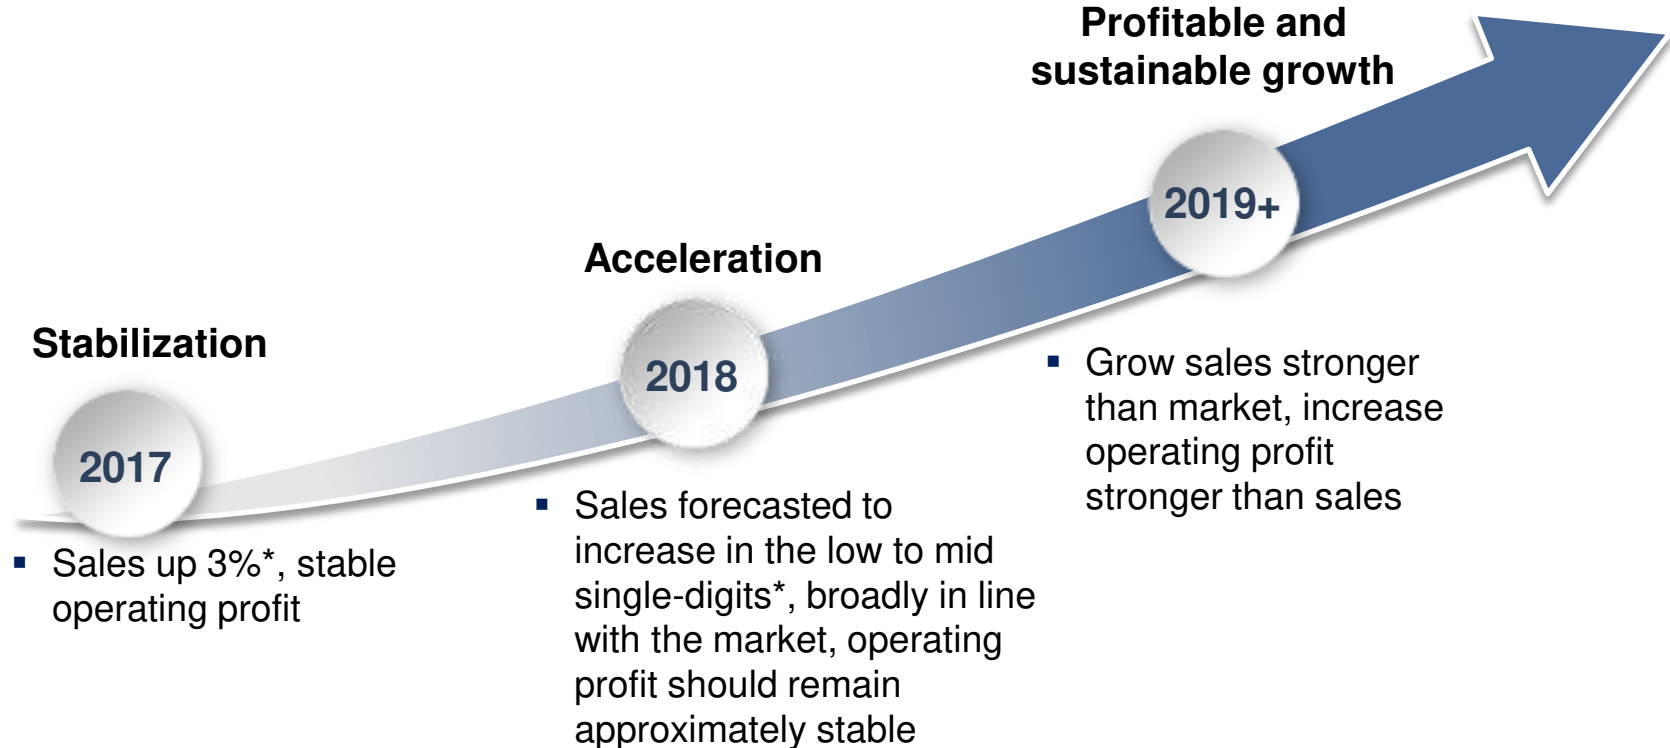 Stabilization
2017
▪ Sales up 3%*, stable
operating profit
Acceleration
2018
▪ Sales forecasted to
increase in the low to mid
single-digits*, broadly in line
with the market, operating
profit should remain
approximately stable
Profitable and
sustainable growth
2019+
▪ Grow sales stronger
than market, increase
operating profit
stronger than sales